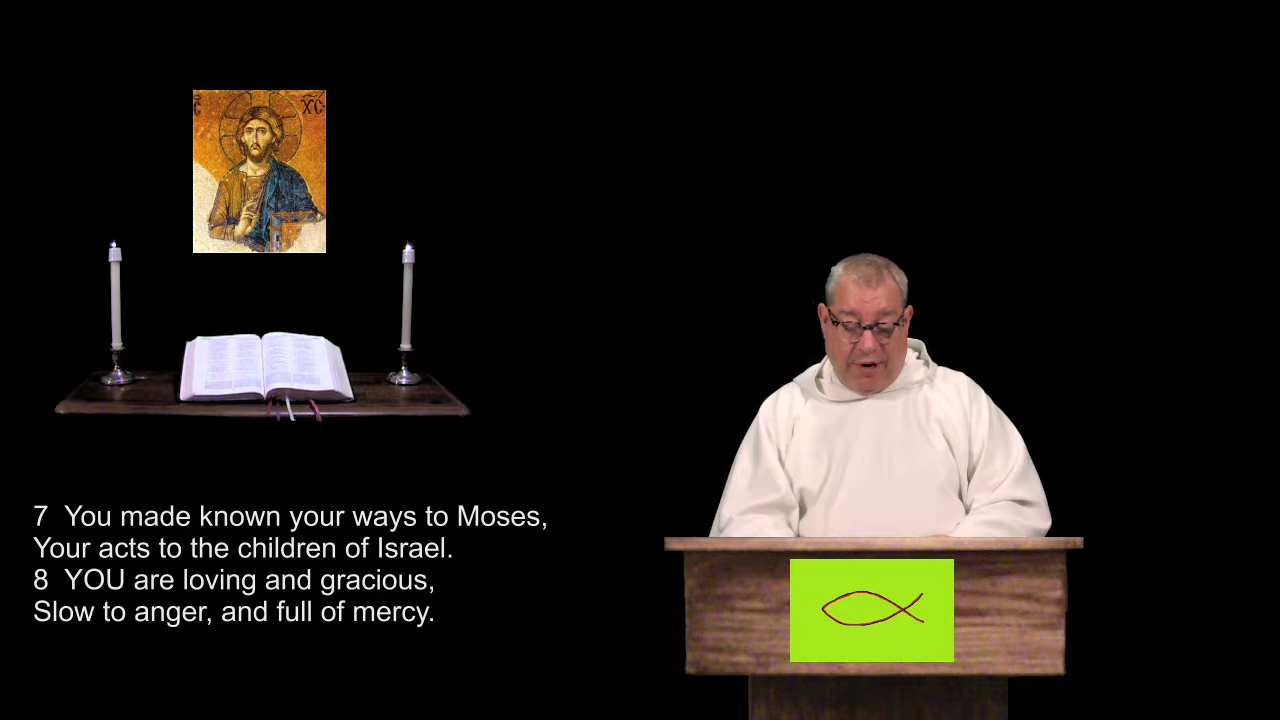 ΧC
7 You made known your ways to Moses,
Your acts to the children of Israel.
8 YOU are loving and gracious,
Slow to anger, and full of mercy.